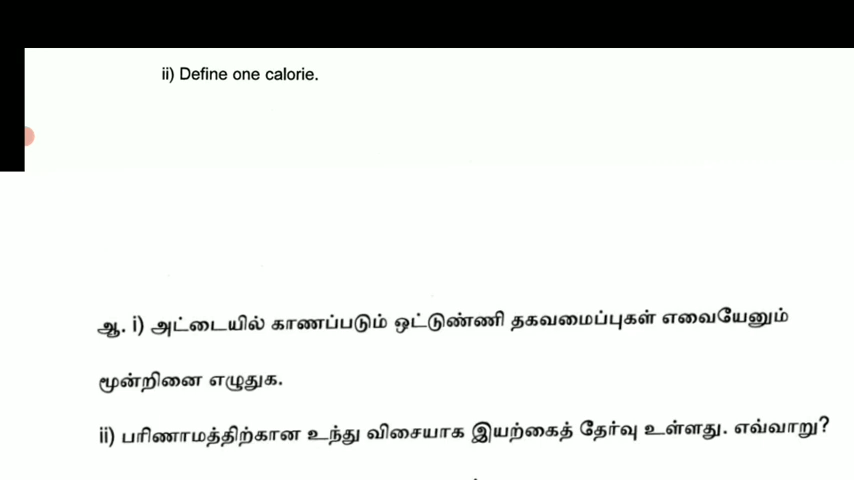 ii) Define one calorie.
ஆ. i) அட்டையில் காணப்படும் ஒட்டுண்ணி தகவமைப்புகள் எவையேனும்
மூன்றினை எழுதுக.
ii) பரிணாமத்திற்கான உந்து விசையாக இயற்கைத் தேர்வு உள்ளது. எவ்வாறு?